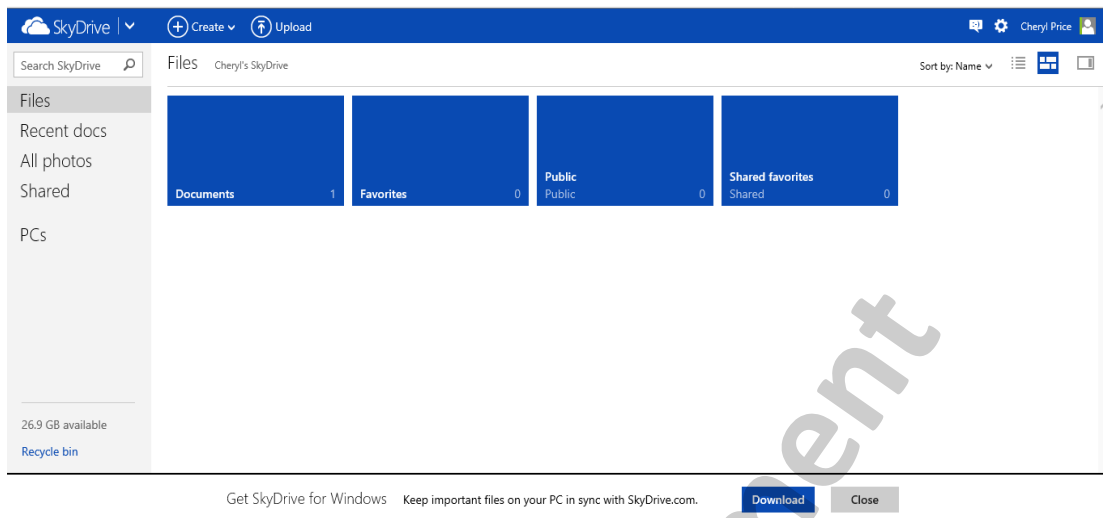 SkyDrive
Create
Upload
Cheryl Price
Search SkyDrive
Files Cheryl's SkyDrive
Sort by: Name
Files
Recent docs
All photos
Shared
PCs
Documents 1
Favorites 0
Public
Public 0
Shared favorites
Shared 0
26.9 GB available
Recycle bin
Get SkyDrive for Windows Keep important files on your PC in sync with SkyDrive.com.
Download
Close
ment